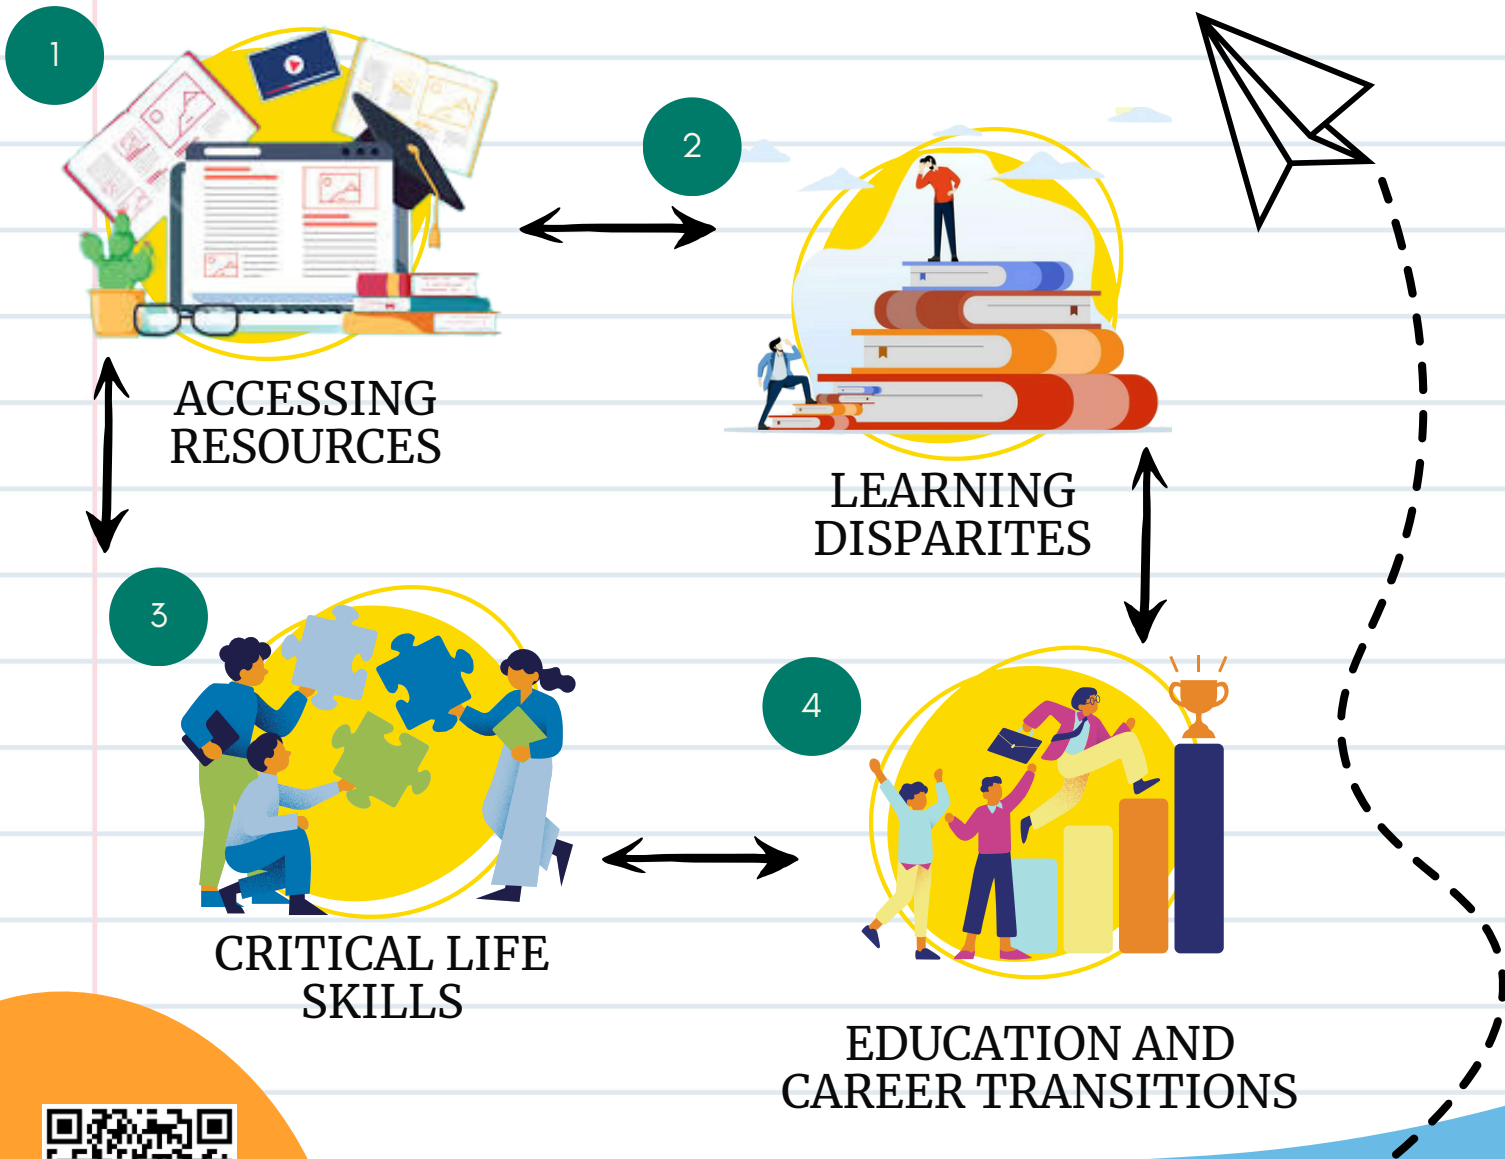 1
ACCESSING
RESOURCES
2
LEARNING
DISPARITES
3
CRITICAL LIFE
SKILLS
4
EDUCATION AND
CAREER TRANSITIONS